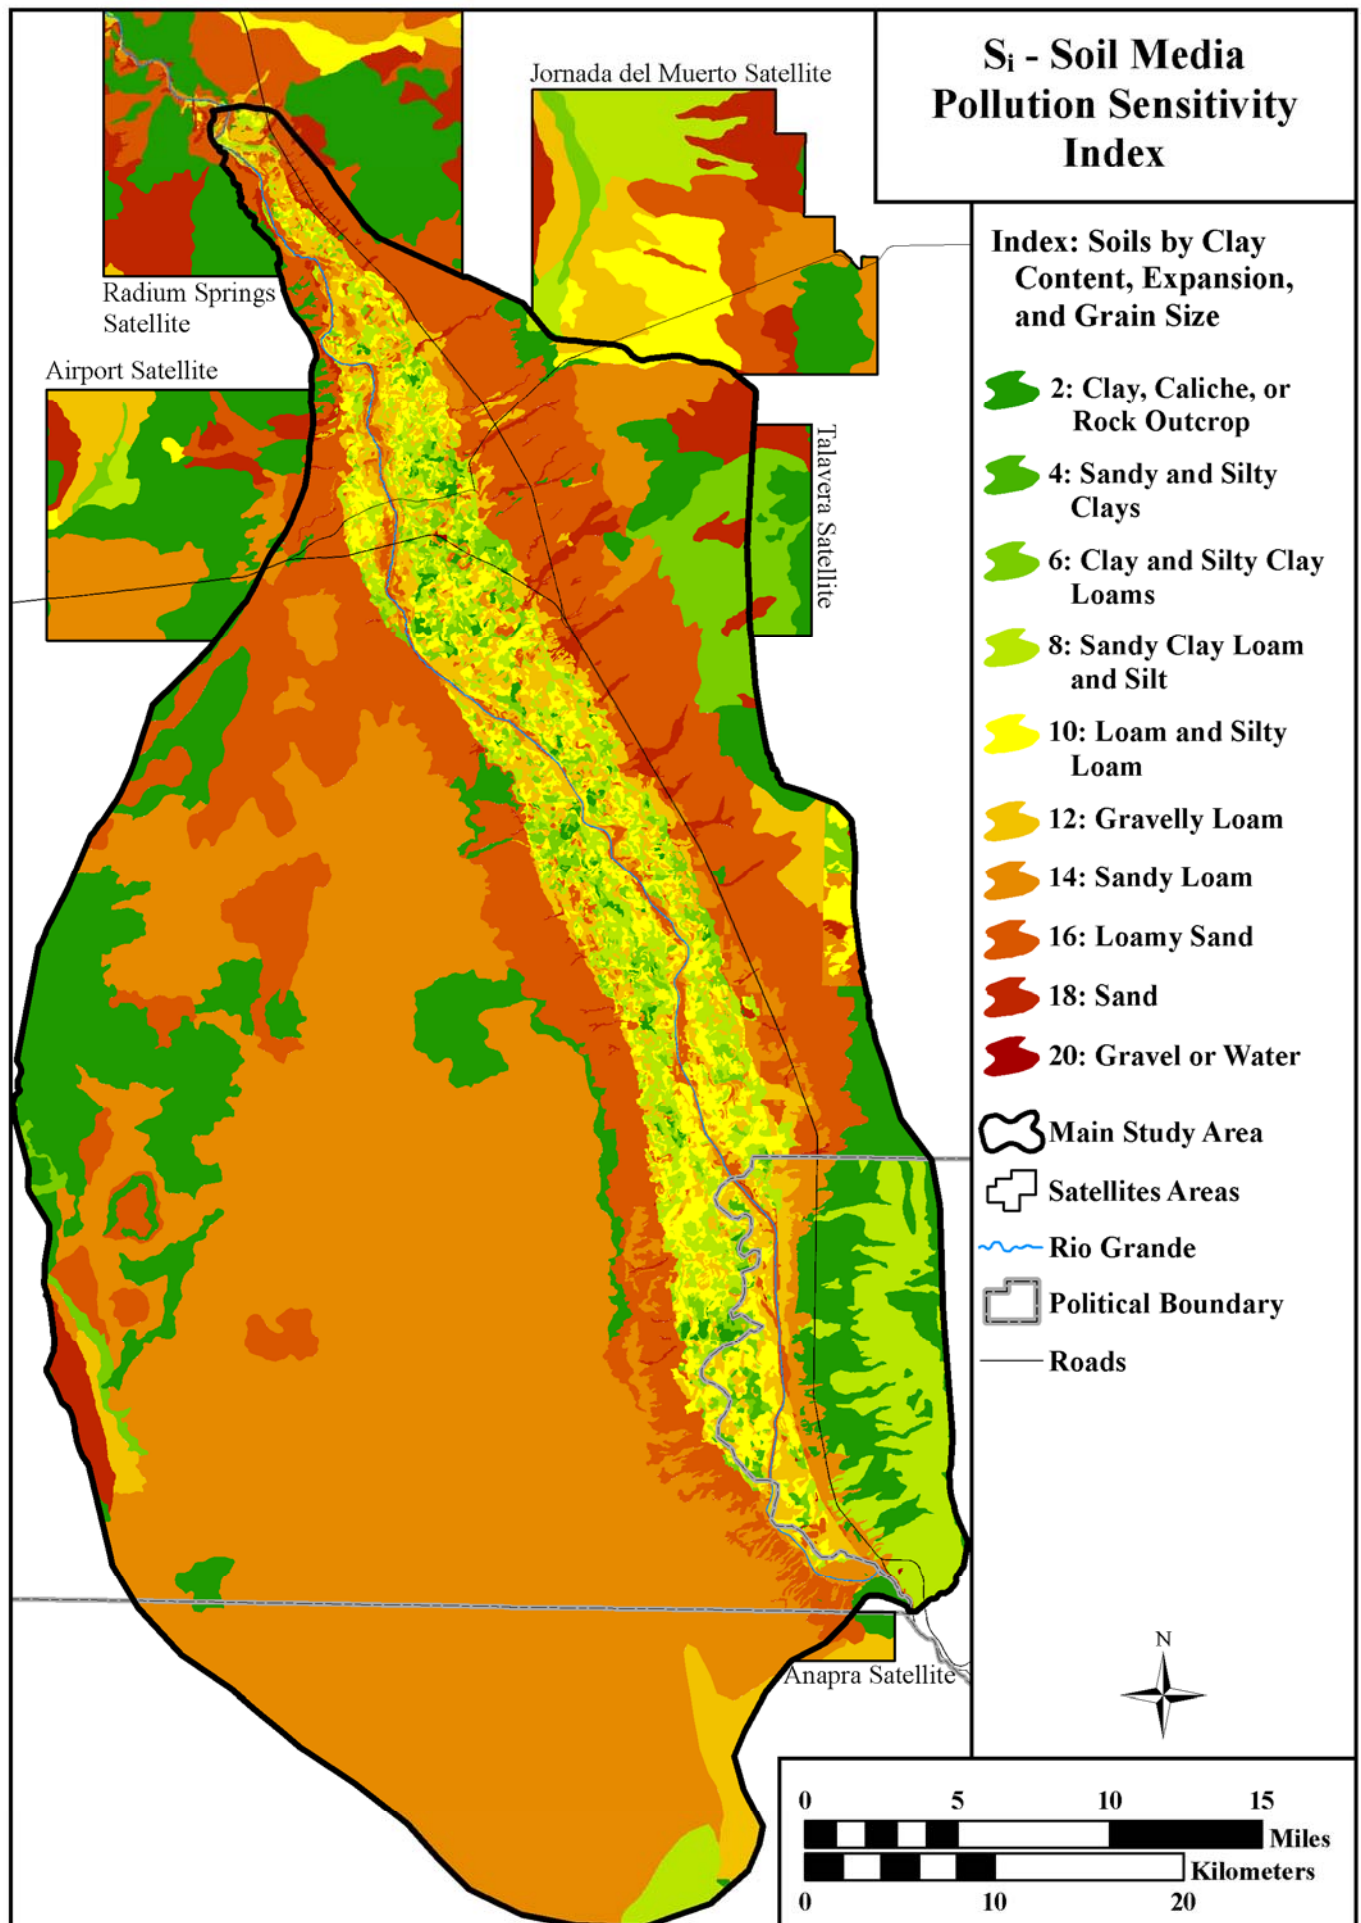 Sᵢ - Soil Media
Pollution Sensitivity
Index
Jornada del Muerto Satellite
Radium Springs
Satellite
Airport Satellite
Talavera Satellite
Anapra Satellite
Index: Soils by Clay
Content, Expansion,
and Grain Size
2: Clay, Caliche, or
Rock Outcrop
4: Sandy and Silty
Clays
6: Clay and Silty Clay
Loams
8: Sandy Clay Loam
and Silt
10: Loam and Silty
Loam
12: Gravelly Loam
14: Sandy Loam
16: Loamy Sand
18: Sand
20: Gravel or Water
Main Study Area
Satellites Areas
Rio Grande
Political Boundary
Roads
N
0 5 10 15
Miles
Kilometers
0 10 20